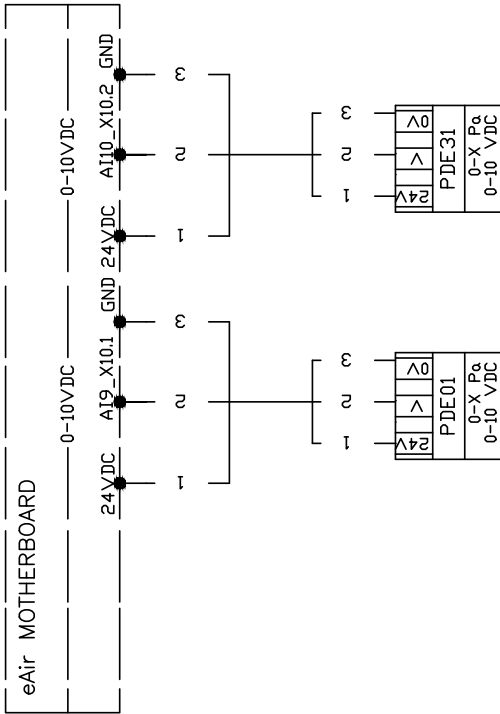 eAir MOTHERBOARD
0-10VDC 0-10VDC
24VDC AI9_X10.1 GND 24VDC AI10_X10.2 GND
1 2 3 1 2 3
1 2 3 1 2 3
24V V 0V 24V V 0V
PDE01 PDE31
0-X Pa 0-X Pa
0-10 VDC 0-10 VDC